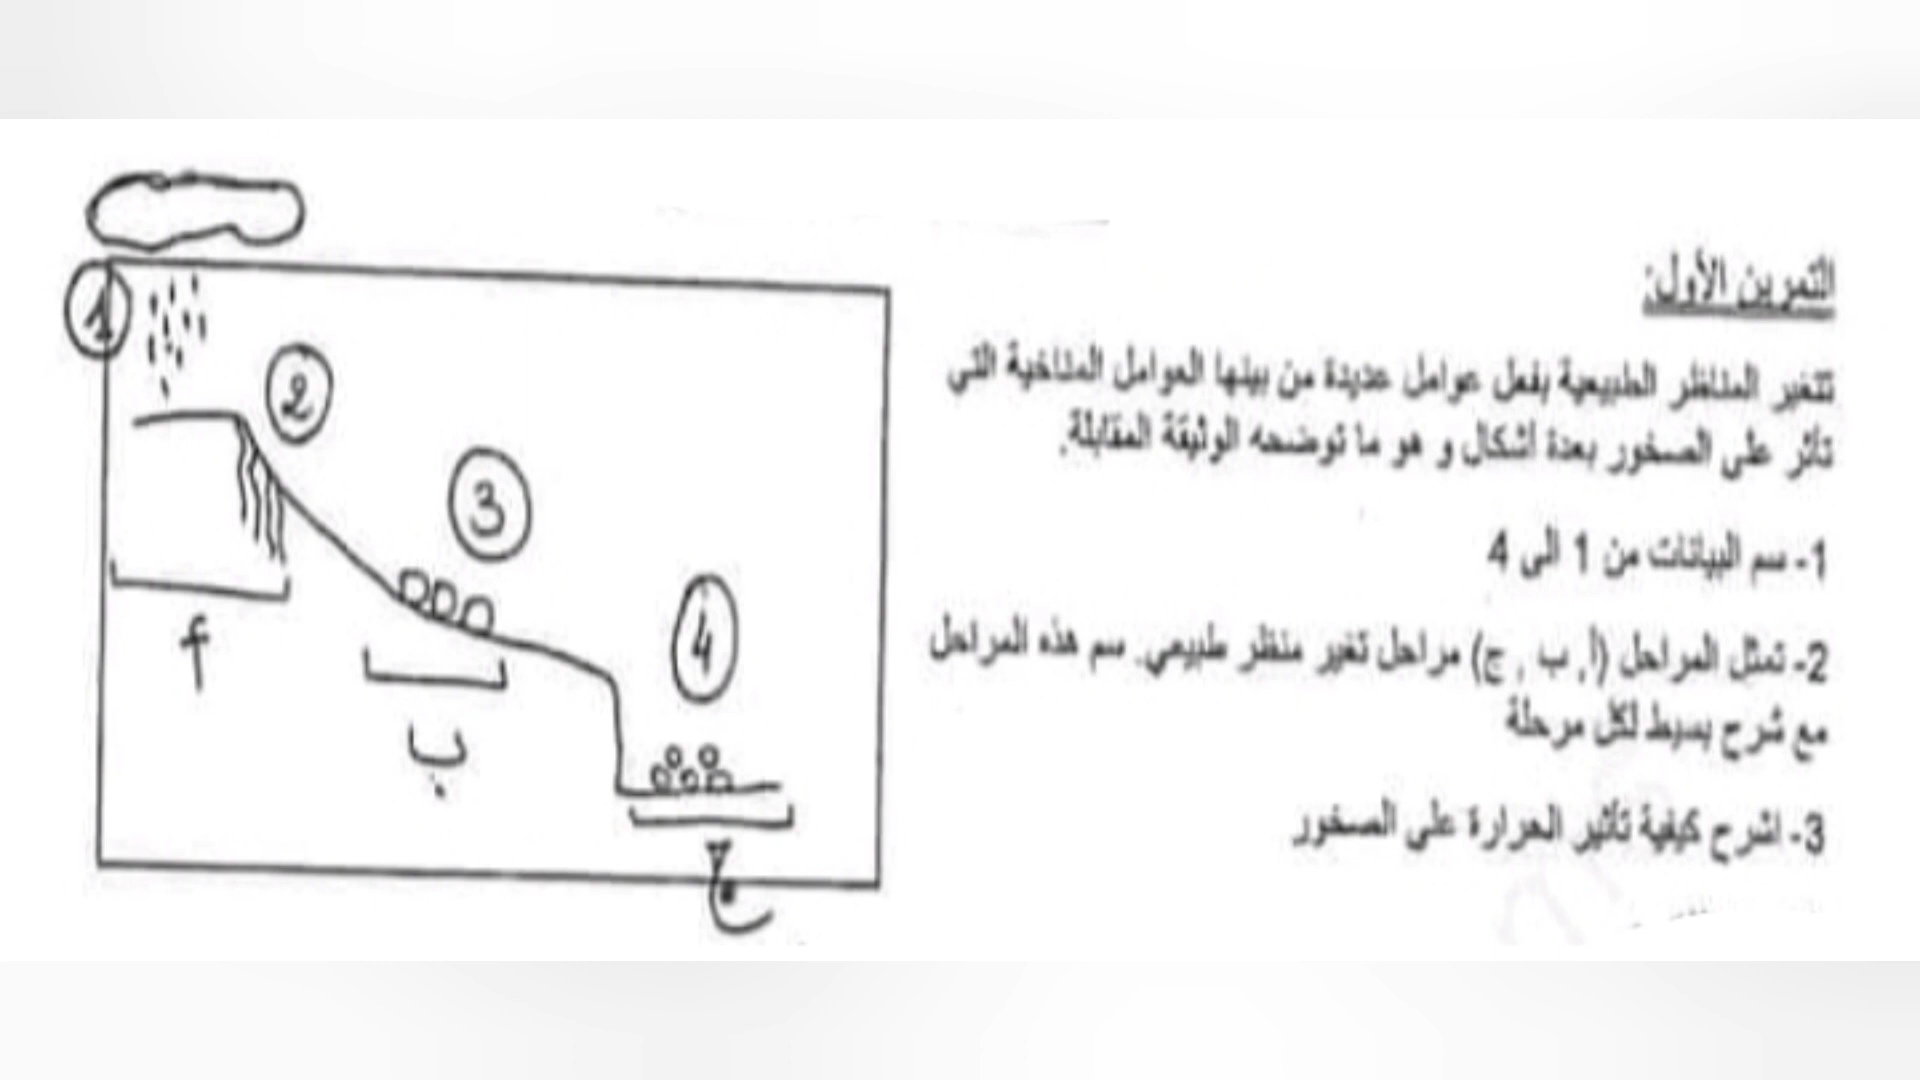 التمرين الأول:
تتغير المناظر الطبيعية بفعل عوامل عديدة من بينها العوامل المناخية التي
تأثر على الصخور بعدة أشكال و هو ما توضحه الوثيقة المقابلة.
1- سم البيانات من 1 الى 4
2- تمثل المراحل (أ, ب , ج) مراحل تغير منظر طبيعي. سم هذه المراحل
مع شرح بسيط لكل مرحلة
3- اشرح كيفية تأثير الحرارة على الصخور
1
2
3
4
أ
ب
ج